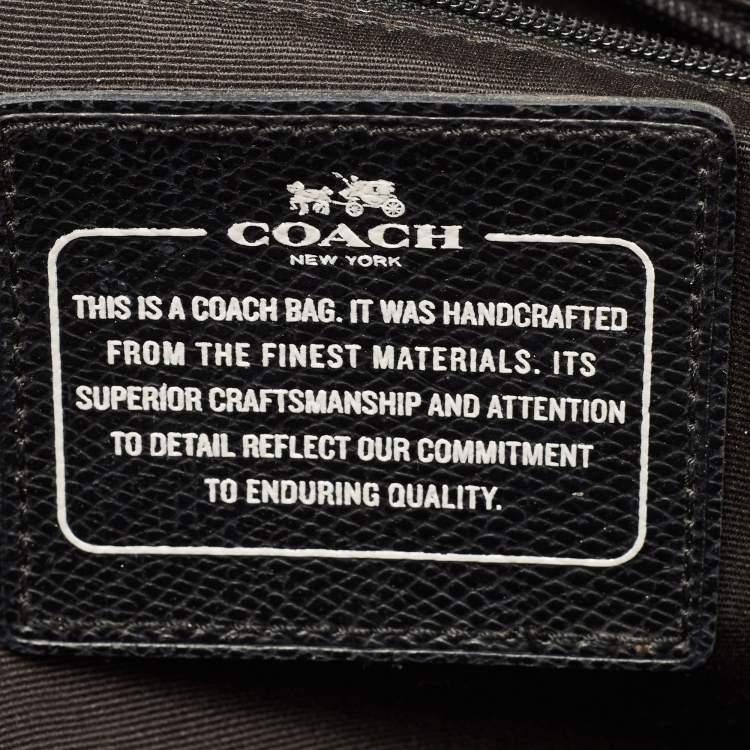 COACH
NEW YORK
THIS IS A COACH BAG. IT WAS HANDCRAFTED
FROM THE FINEST MATERIALS. ITS
SUPERIOR CRAFTSMANSHIP AND ATTENTION
TO DETAIL REFLECT OUR COMMITMENT
TO ENDURING QUALITY.